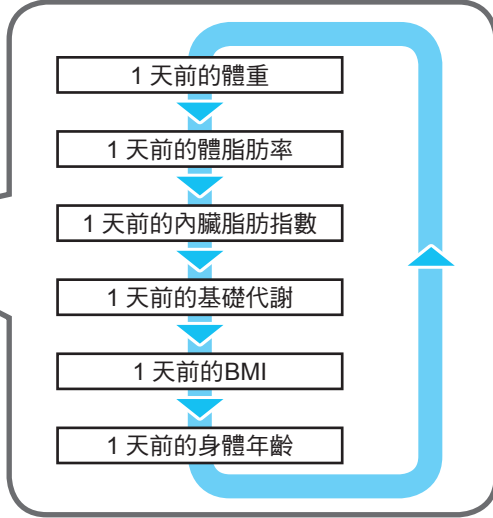 1 天前的體重
1 天前的體脂肪率
1 天前的內臟脂肪指數
1 天前的基礎代謝
1 天前的BMI
1 天前的身體年齡